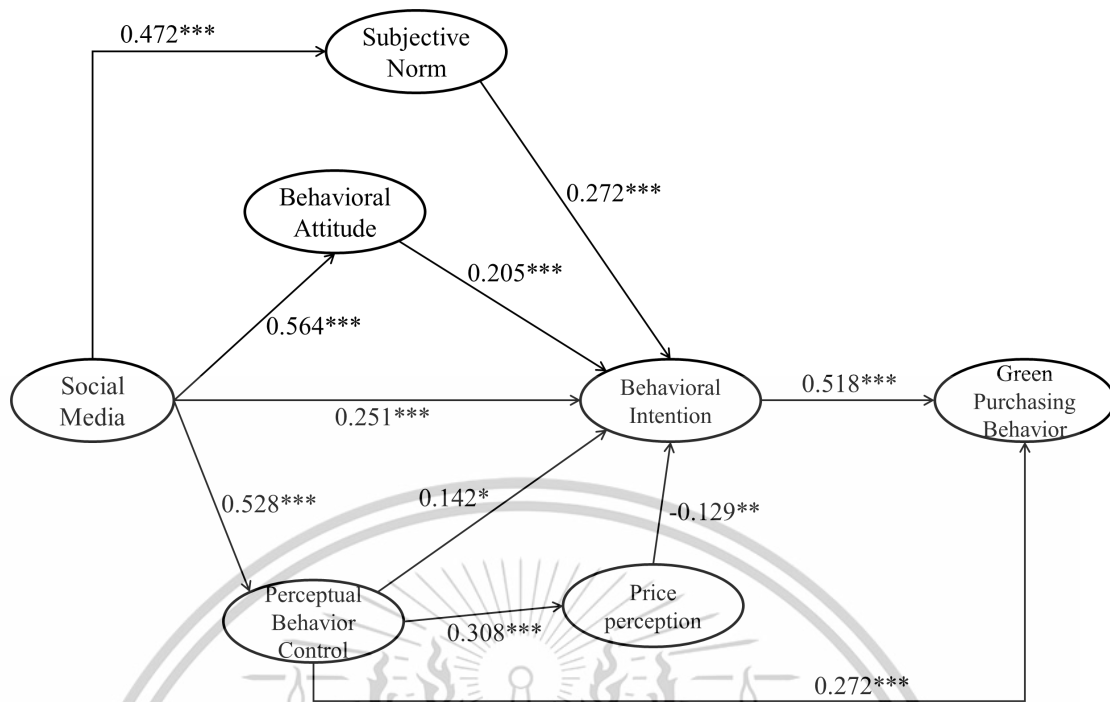 0.472***
Subjective
Norm
Behavioral
Attitude
0.272***
0.205***
0.564***
Social
Media
0.251***
Behavioral
Intention
0.518***
Green
Purchasing
Behavior
0.528***
0.142*
-0.129**
Perceptual
Behavior
Control
0.308***
Price
perception
0.272***